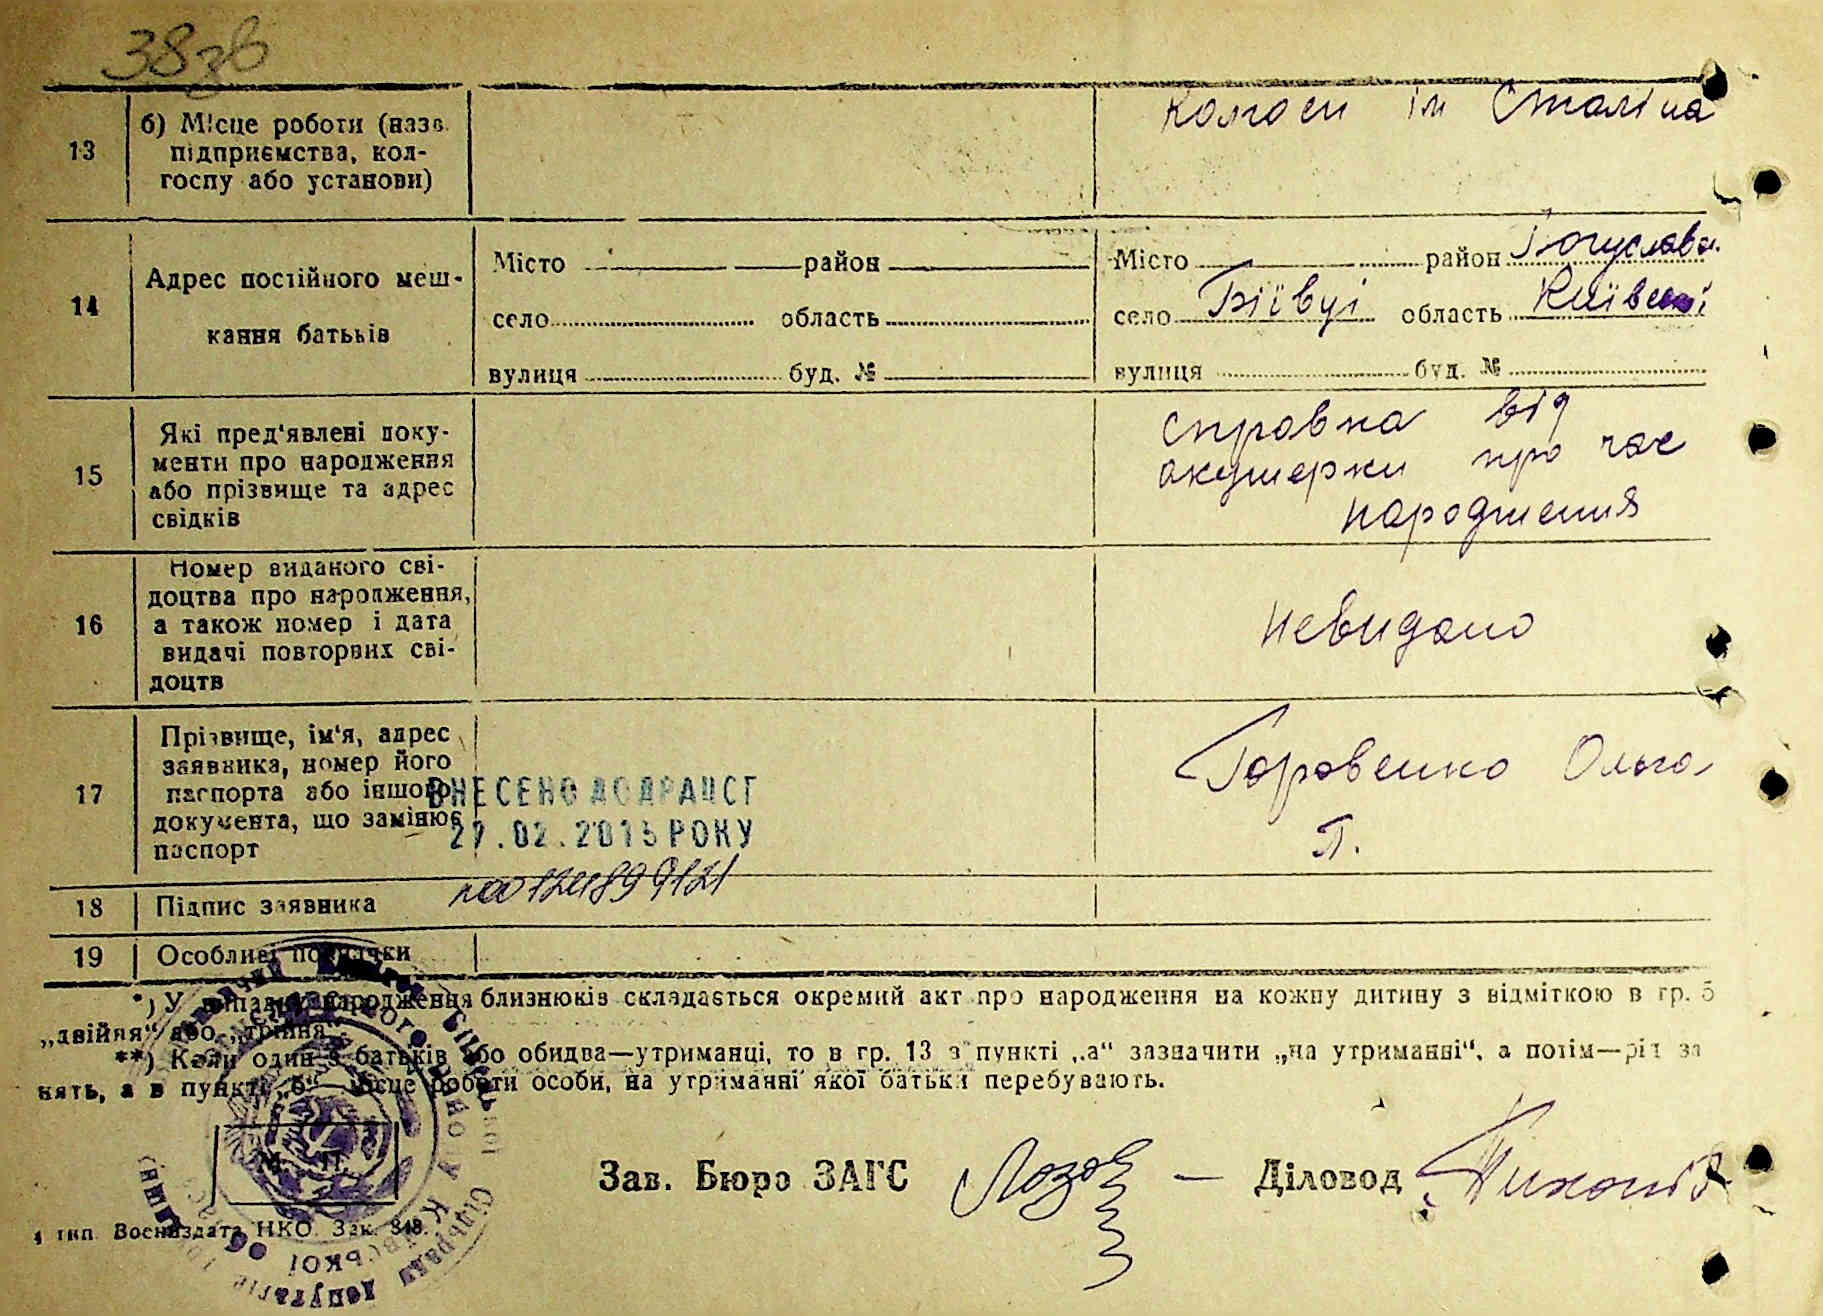 38зв
13
б) Місце роботи (назв.
підприємства, кол-
госпу або установи)
Колгосп ім Сталіна
14
Адрес постійного меш-
кання батьків
Місто район
село область
вулиця буд. №
Місто район Богуславсь.
село Біївці область Київської
вулиця буд. №
15
Які пред'явлені доку-
менти про народження
або прізвище та адрес
свідків
справка від
акушерки про час
народження
16
Номер виданого сві-
доцтва про народження,
а також номер і дата
видачі повторних сві-
доцтв
невидано
17
Прізвище, ім'я, адрес
заявника, номер його
паспорта або іншого
документа, що замінює
паспорт
ВНЕСЕНО ДО ДРАЦСГ
27.02.2015 РОКУ
Горовенко Ольга
П.
18
Підпис заявника
19
Особливі помітки
*) У випадку народження близнюків складається окремий акт про народження на кожну дитину з відміткою в гр. 5
„двійня“ або „трійня“.
**) Коли один з батьків або обидва—утриманці, то в гр. 13 в пункті „а“ зазначити „на утриманні“, а потім—рід за
нять, а в пункті „б“ місце роботи особи, на утриманні якої батьки перебувають.
М. П.
Зав. Бюро ЗАГС Діловод
тип. Воениздата НКО. Зак. 848.